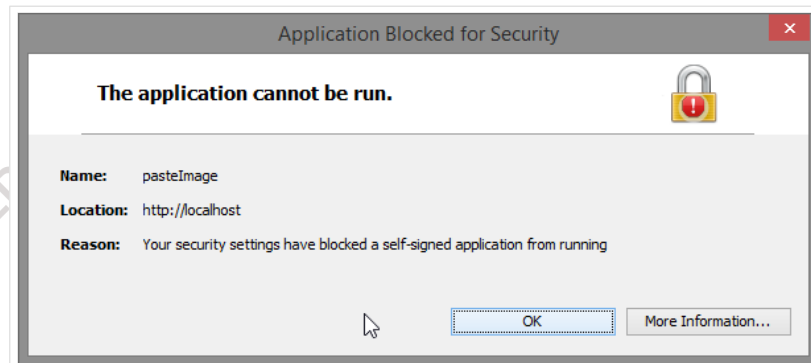 Application Blocked for Security
The application cannot be run.
Name: pasteImage
Location: http://localhost
Reason: Your security settings have blocked a self-signed application from running
OK More Information...